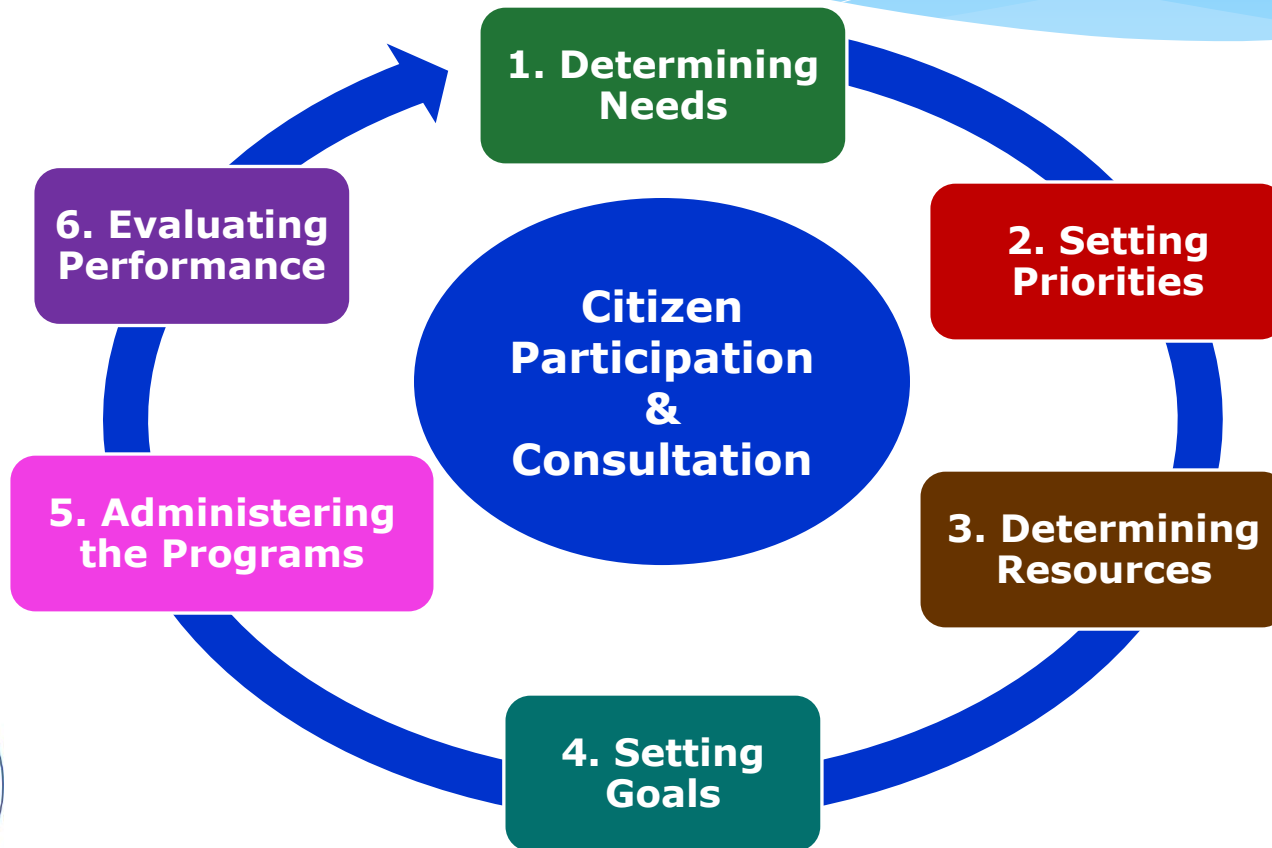 1. Determining
Needs
2. Setting
Priorities
3. Determining
Resources
4. Setting
Goals
5. Administering
the Programs
6. Evaluating
Performance
Citizen
Participation
&
Consultation